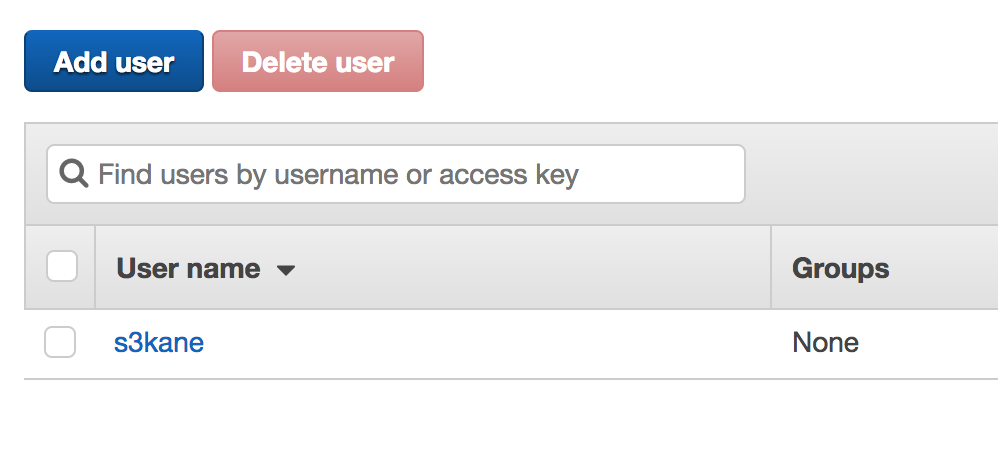 Add user Delete user
Find users by username or access key
User name Groups
s3kane None